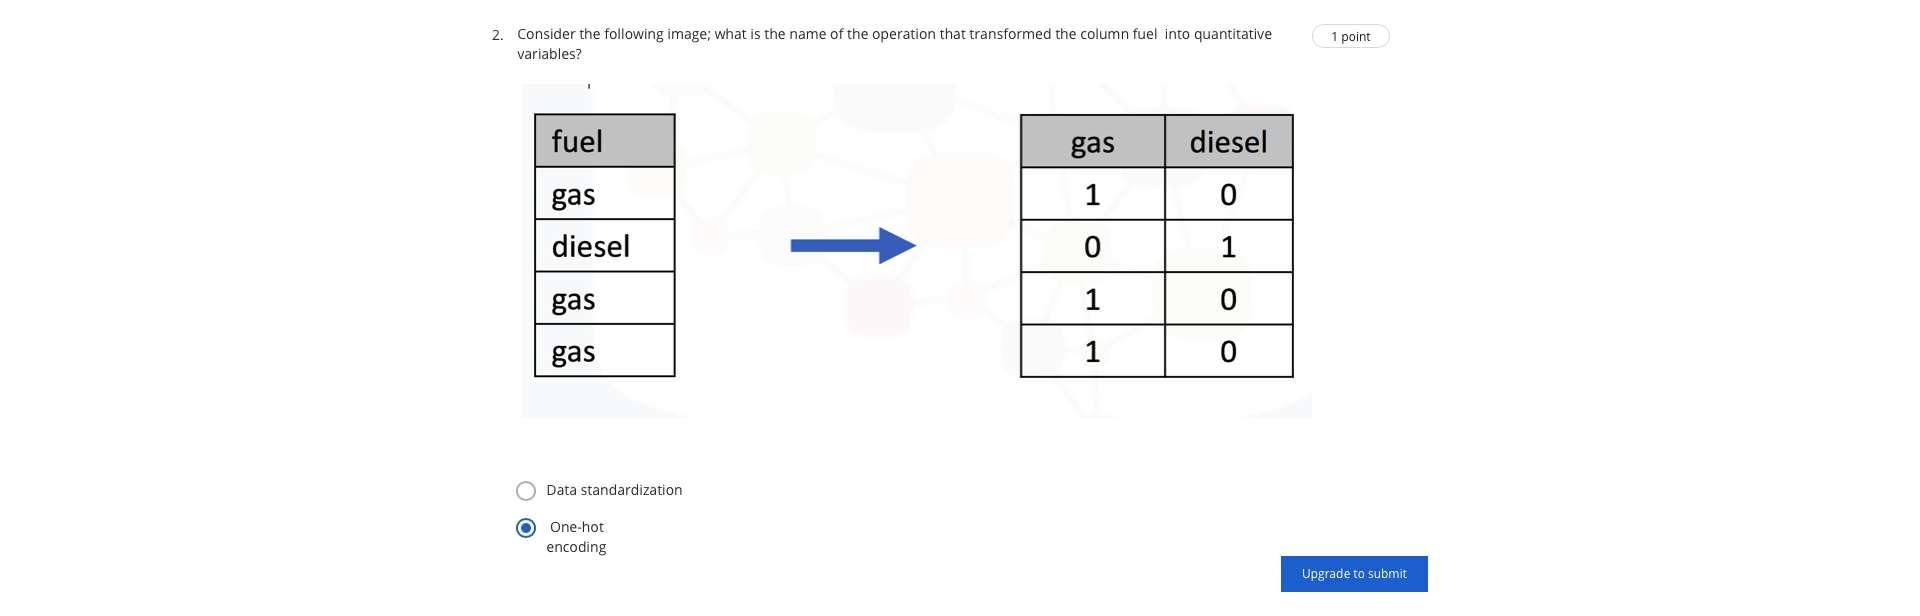 2. Consider the following image; what is the name of the operation that transformed the column fuel into quantitative
variables?
1 point
fuel
gas
diesel
gas
gas
gas diesel
1 0
0 1
1 0
1 0
Data standardization
One-hot
encoding
Upgrade to submit